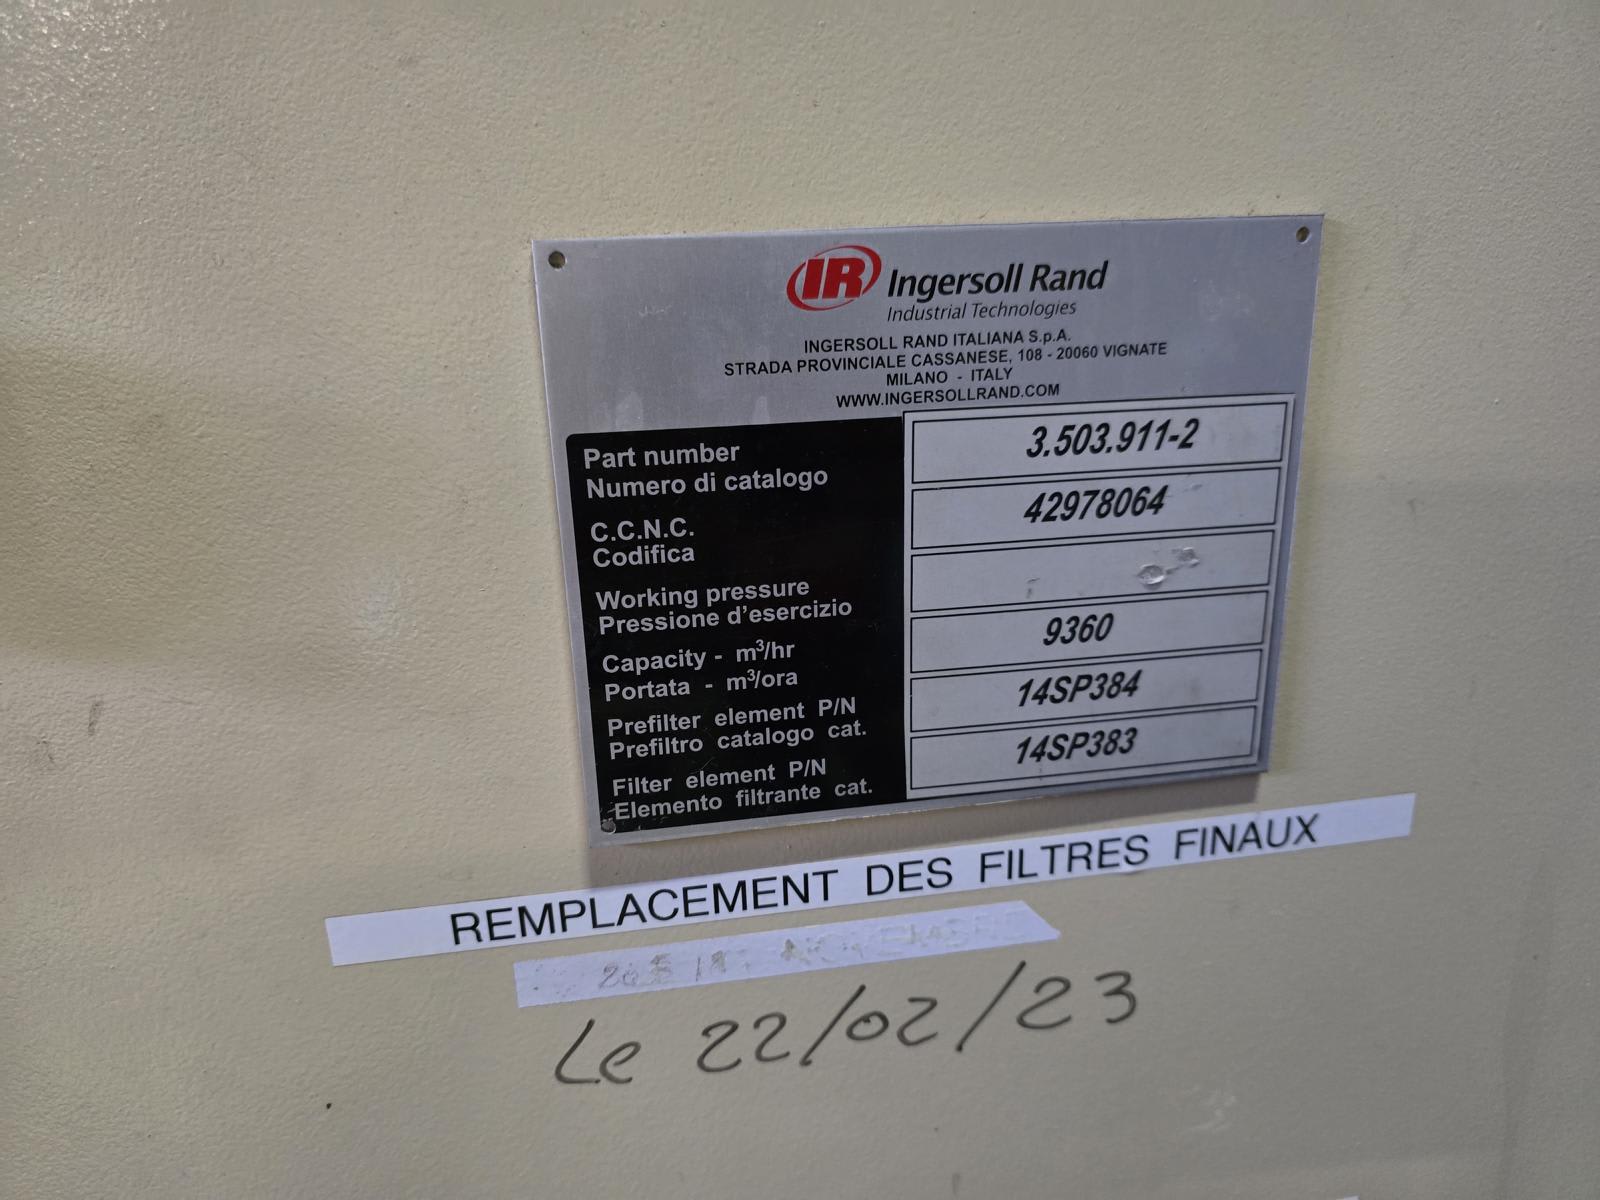 IR Ingersoll Rand
Industrial Technologies
INGERSOLL RAND ITALIANA S.p.A.
STRADA PROVINCIALE CASSANESE, 108 - 20060 VIGNATE
MILANO - ITALY
WWW.INGERSOLLRAND.COM
Part number 3.503.911-2
Numero di catalogo
C.C.N.C. 42978064
Codifica
Working pressure
Pressione d'esercizio
Capacity - m³/hr 9360
Portata - m³/ora
Prefilter element P/N 14SP384
Prefiltro catalogo cat.
Filter element P/N 14SP383
Elemento filtrante cat.
REMPLACEMENT DES FILTRES FINAUX
Le 22/02/23